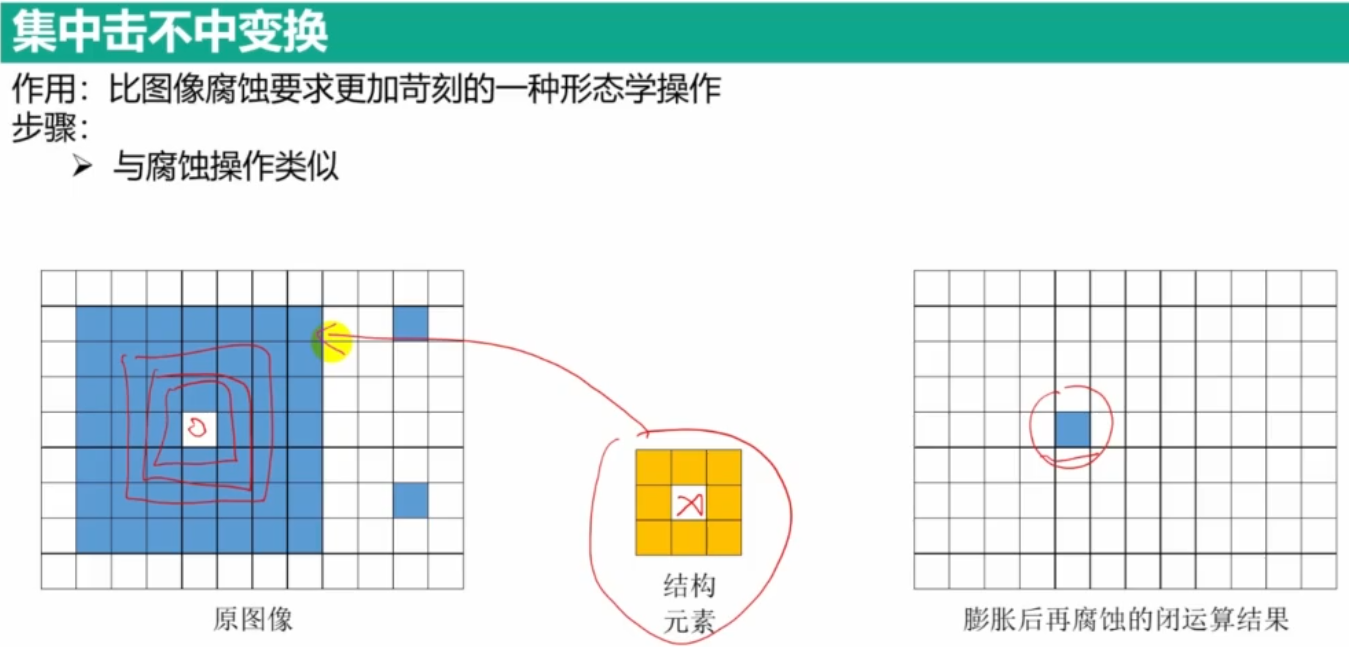 集中击不中变换
作用：比图像腐蚀要求更加苛刻的一种形态学操作
步骤：
➢ 与腐蚀操作类似
原图像
结构
元素
膨胀后再腐蚀的闭运算结果